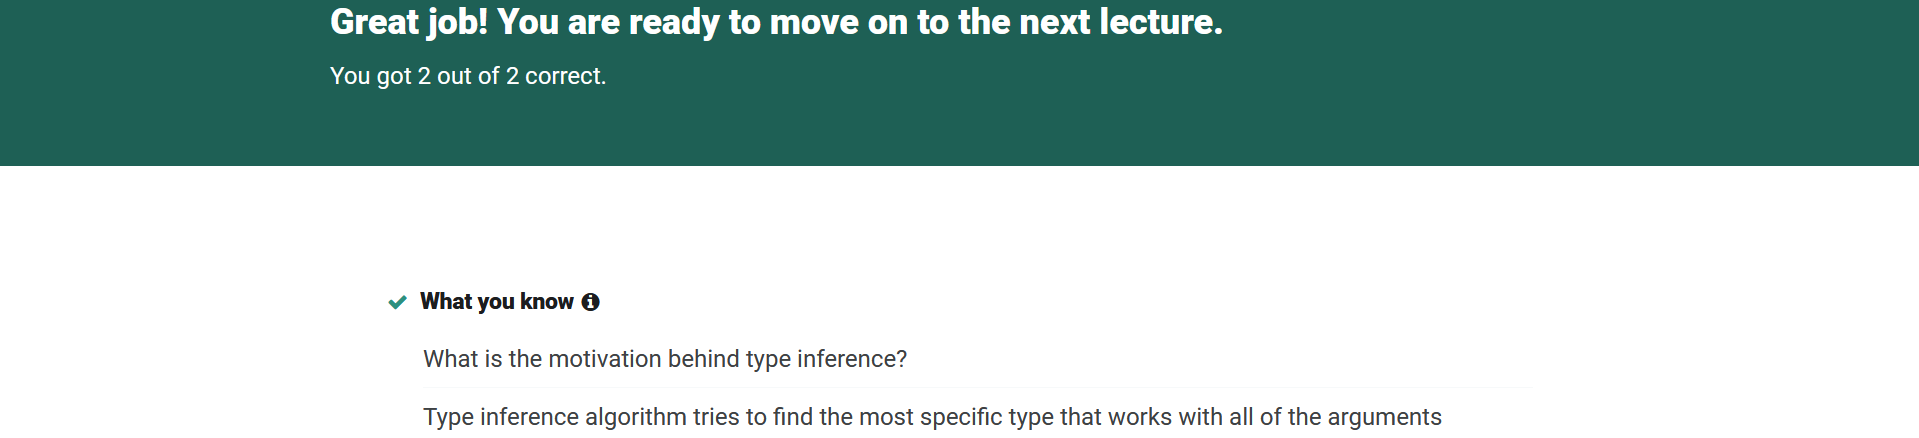 Great job! You are ready to move on to the next lecture.
You got 2 out of 2 correct.
What you know
What is the motivation behind type inference?
Type inference algorithm tries to find the most specific type that works with all of the arguments